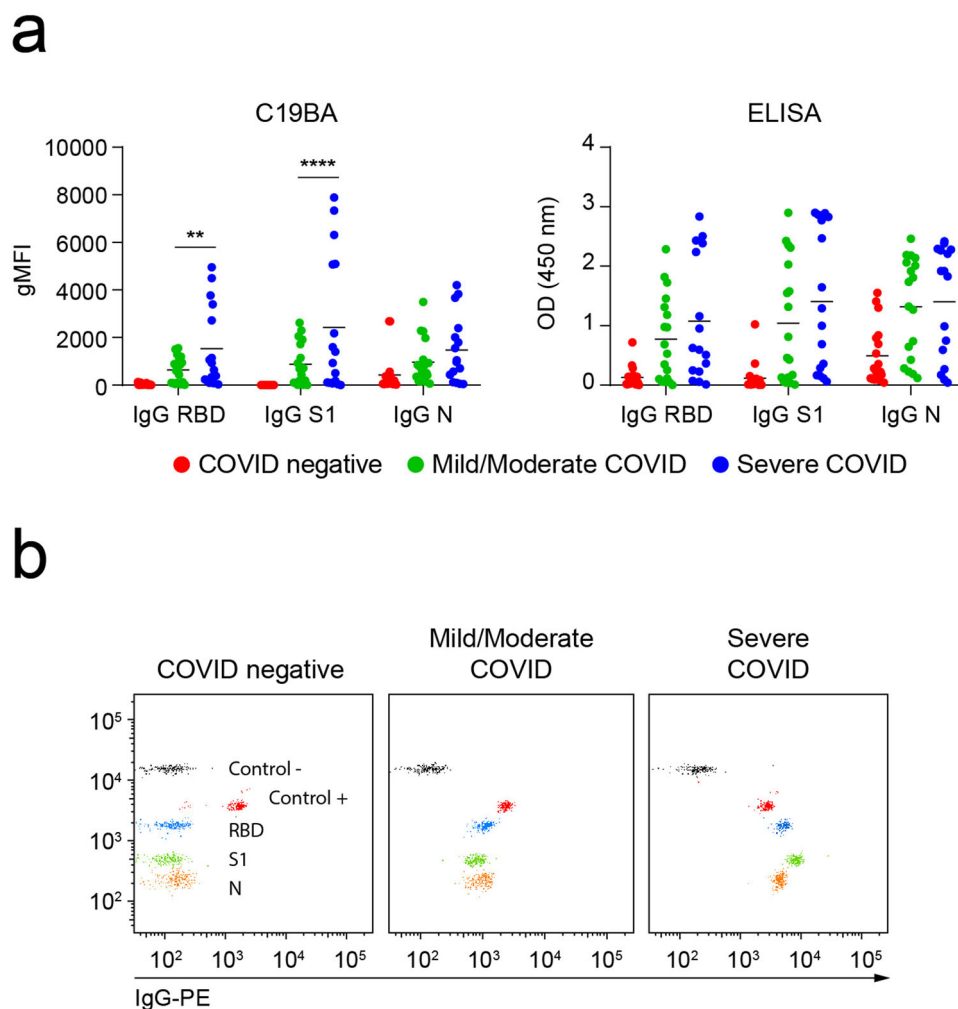 a
C19BA
ELISA
10000
8000
6000
4000
2000
0
gMFI
**
****
IgG RBD
IgG S1
IgG N
4
3
2
1
0
OD (450 nm)
IgG RBD
IgG S1
IgG N
COVID negative
Mild/Moderate COVID
Severe COVID
b
COVID negative
Mild/Moderate
COVID
Severe
COVID
10⁵
10⁴
10³
10²
Control -
Control +
RBD
S1
N
10² 10³ 10⁴ 10⁵
10² 10³ 10⁴ 10⁵
10² 10³ 10⁴ 10⁵
IgG-PE